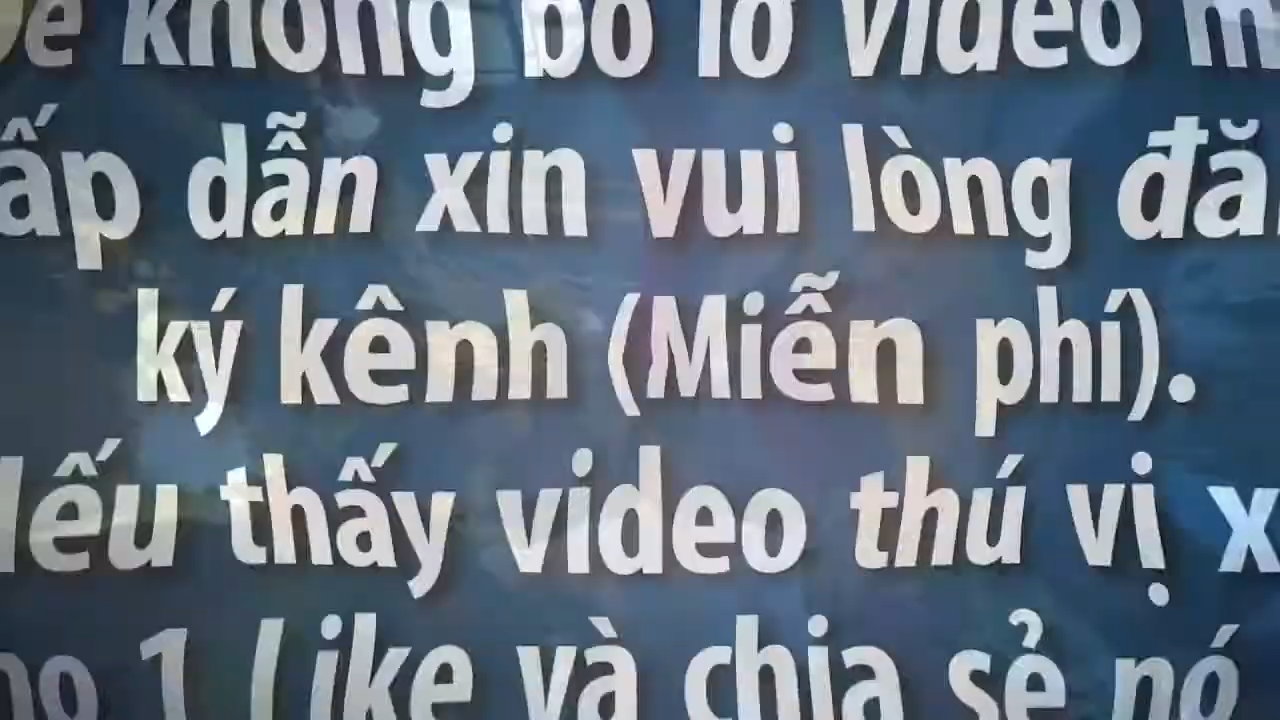 không bỏ lỡ video
ấp dẫn xin vui lòng đă
ký kênh (Miễn phí).
ếu thấy video thú vị x
1 like và chia sẻ nó